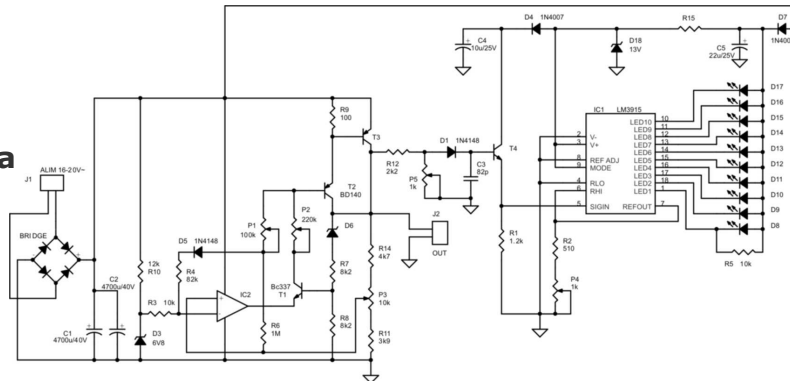 a
J1
ALIM 16-20V~
BRIDGE
C1
4700u/40V
C2
4700u/40V
12k
R10
R3 10k
D3
6V8
D5 1N4148
R4
82k
IC2
P1
100k
R6
1M
P2
220k
Bc337
T1
R9
100
T2
BD140
T3
D6
R7
8k2
R8
8k2
R14
4k7
P3
10k
R11
3k9
J2
OUT
R12
2k2
P5
1k
D1 1N4148
C3
82p
C4
10u/25V
D4 1N4007
T4
R1
1.2k
D18
13V
R15
C5
22u/25V
D7
1N400
IC1 LM3915
2 V-
3 V+
8 REF ADJ
9 MODE
4 RLO
6 RHI
5 SIGIN
LED10 10
LED9 11
LED8 12
LED7 13
LED6 14
LED5 15
LED4 16
LED3 17
LED2 18
LED1 1
REFOUT 7
R2
510
P4
1k
D17
D16
D15
D14
D13
D12
D11
D10
D9
D8
R5 10k